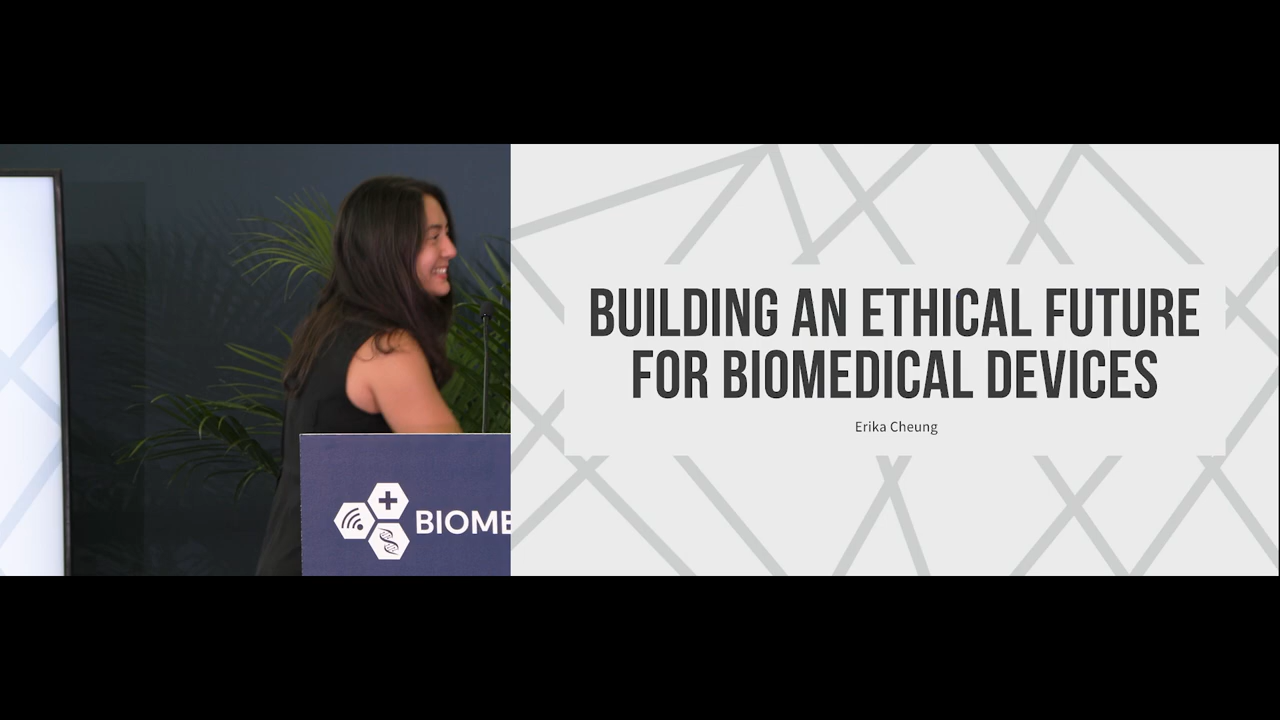 BIOME
BUILDING AN ETHICAL FUTURE
FOR BIOMEDICAL DEVICES
Erika Cheung